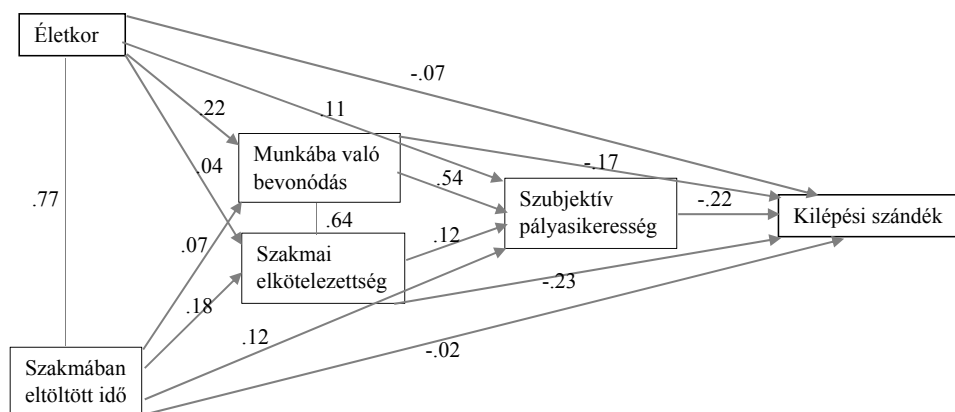 Életkor
-.07
.22
.11
Munkába való
bevonódás
-.17
.04
.54
Szubjektív
pályasikeresség
-.22
Kilépési szándék
.77
.64
.07
.12
Szakmai
elkötelezettség
-.23
.18
.12
-.02
Szakmában
eltöltött idő